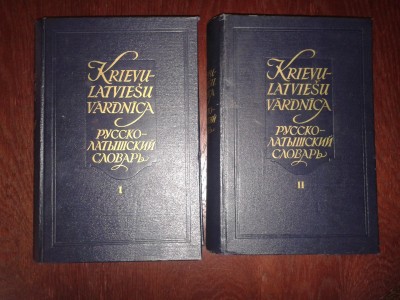 KRIEVU-
LATVIEŠU
VĀRDNĪCA
РУССКО-
ЛАТЫШСКИЙ
СЛОВАРЬ
I
KRIEVU-
LATVIEŠU
VĀRDNĪCA
РУССКО-
ЛАТЫШСКИЙ
СЛОВАРЬ
II